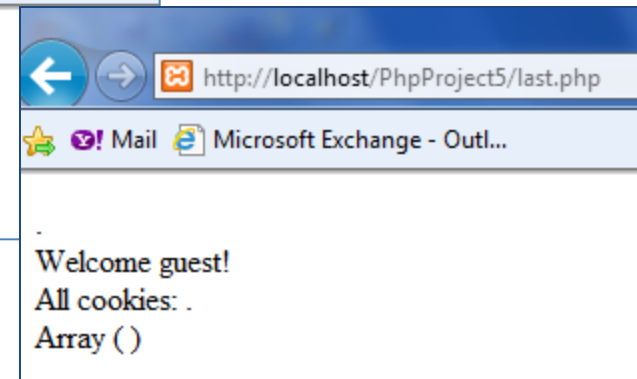 http://localhost/PhpProject5/last.php
Y! Mail Microsoft Exchange - Outl...
.
Welcome guest!
All cookies: .
Array ( )